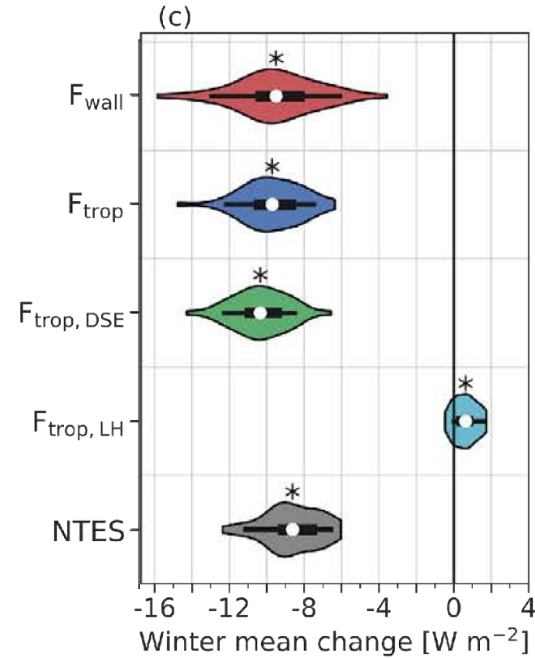 (c)
*
F_wall
*
F_trop
*
F_trop, DSE
*
F_trop, LH
*
NTES
-16 -12 -8 -4 0 4
Winter mean change [W m⁻²]